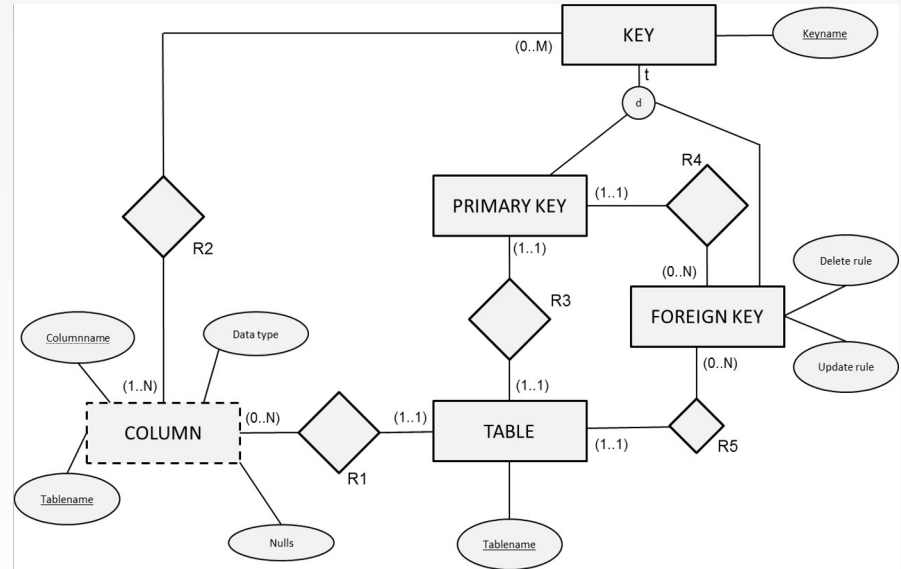 KEY
Keyname
(0..M)
t
d
R4
PRIMARY KEY
(1..1)
R2
(1..1)
(0..N)
Delete rule
R3
FOREIGN KEY
Columnname
Data type
(0..N)
Update rule
(1..N)
(1..1)
COLUMN
(0..N)
(1..1)
TABLE
(1..1)
R5
R1
Tablename
Nulls
Tablename